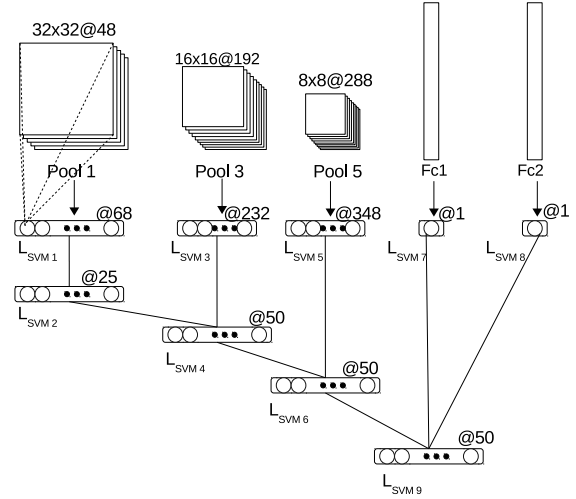 32x32@48
16x16@192
8x8@288
Pool 1
Pool 3
Pool 5
Fc1
Fc2
@68
@232
@348
@1
@1
LSVM 1
LSVM 3
LSVM 5
LSVM 7
LSVM 8
@25
LSVM 2
@50
LSVM 4
@50
LSVM 6
@50
LSVM 9